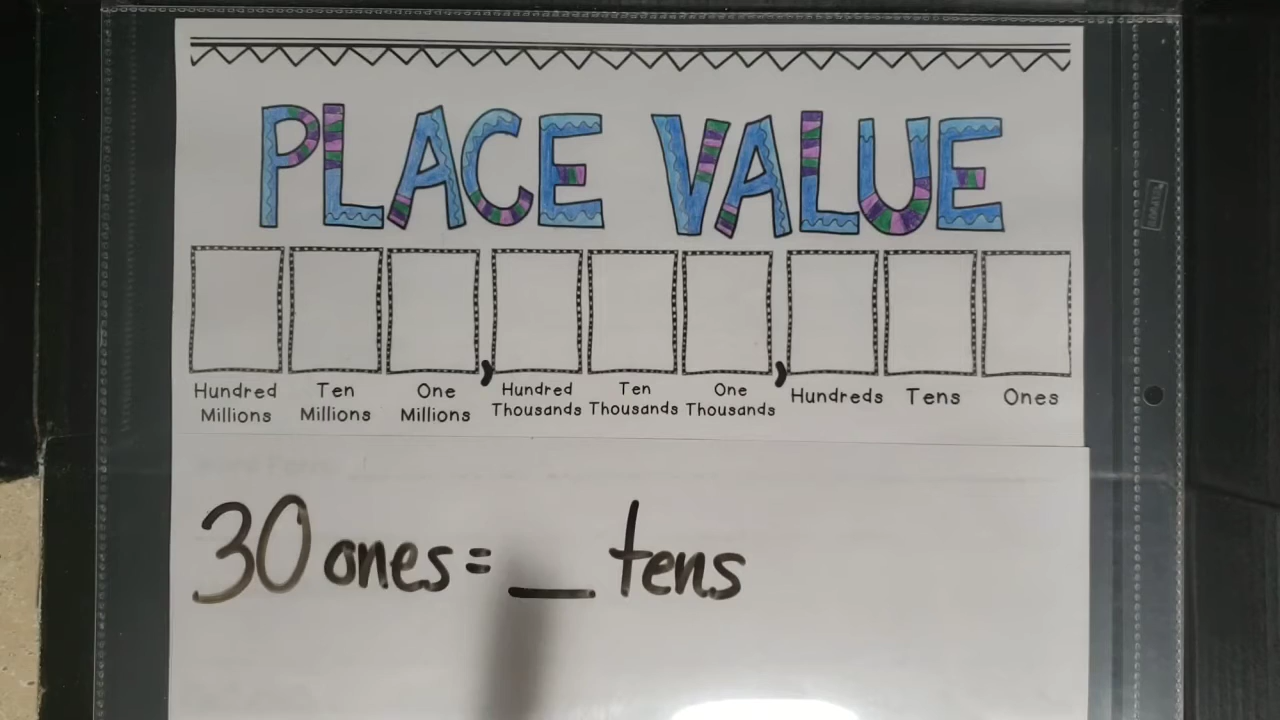 PLACE VALUE
, ,
Hundred Millions Ten Millions One Millions Hundred Thousands Ten Thousands One Thousands Hundreds Tens Ones
30 ones = __ tens